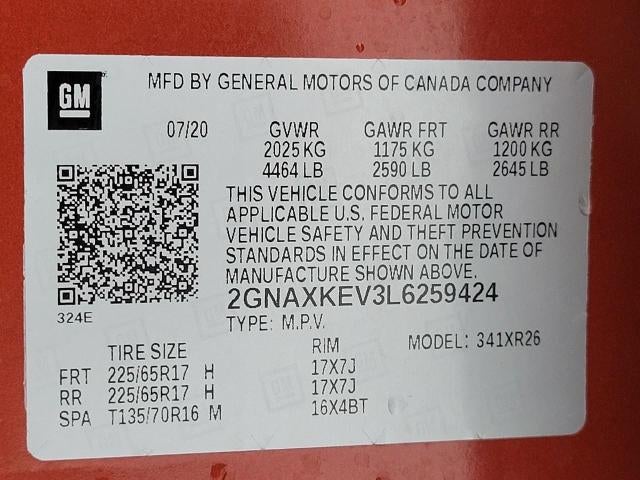 GM
MFD BY GENERAL MOTORS OF CANADA COMPANY
07/20 GVWR GAWR FRT GAWR RR
2025 KG 1175 KG 1200 KG
4464 LB 2590 LB 2645 LB
THIS VEHICLE CONFORMS TO ALL
APPLICABLE U.S. FEDERAL MOTOR
VEHICLE SAFETY AND THEFT PREVENTION
STANDARDS IN EFFECT ON THE DATE OF
MANUFACTURE SHOWN ABOVE.
2GNAXKEV3L6259424
324E
TYPE: M.P.V. MODEL: 341XR26
TIRE SIZE RIM
FRT 225/65R17 H 17X7J
RR 225/65R17 H 17X7J
SPA T135/70R16 M 16X4BT